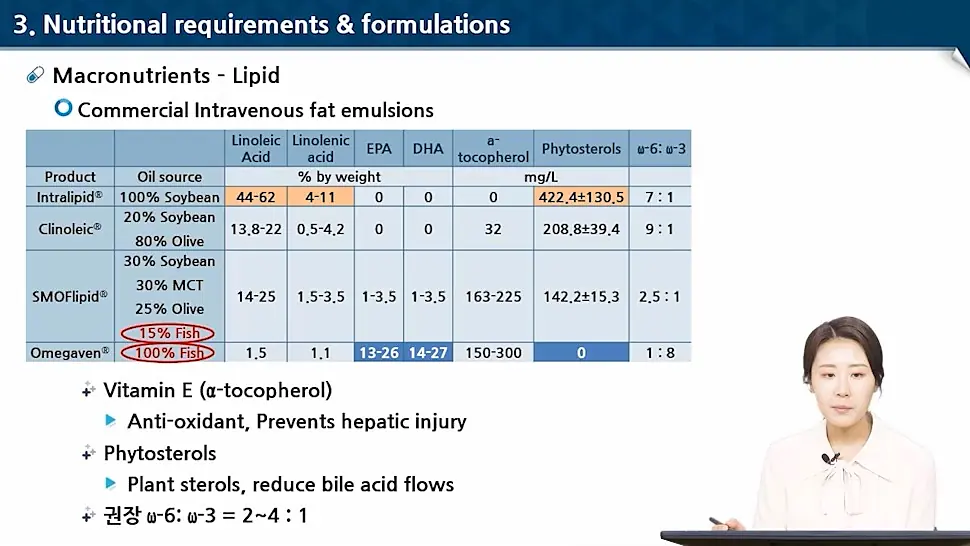 3. Nutritional requirements & formulations
Macronutrients - Lipid
Commercial Intravenous fat emulsions
Linoleic Acid Linolenic acid EPA DHA a-tocopherol Phytosterols ω-6: ω-3
Product Oil source % by weight mg/L
Intralipid® 100% Soybean 44-62 4-11 0 0 0 422.4±130.5 7 : 1
Clinoleic® 20% Soybean 80% Olive 13.8-22 0.5-4.2 0 0 32 208.8±39.4 9 : 1
SMOFlipid® 30% Soybean 30% MCT 25% Olive 15% Fish 14-25 1.5-3.5 1-3.5 1-3.5 163-225 142.2±15.3 2.5 : 1
Omegaven® 100% Fish 1.5 1.1 13-26 14-27 150-300 0 1 : 8
Vitamin E (α-tocopherol)
Anti-oxidant, Prevents hepatic injury
Phytosterols
Plant sterols, reduce bile acid flows
권장 ω-6: ω-3 = 2~4 : 1